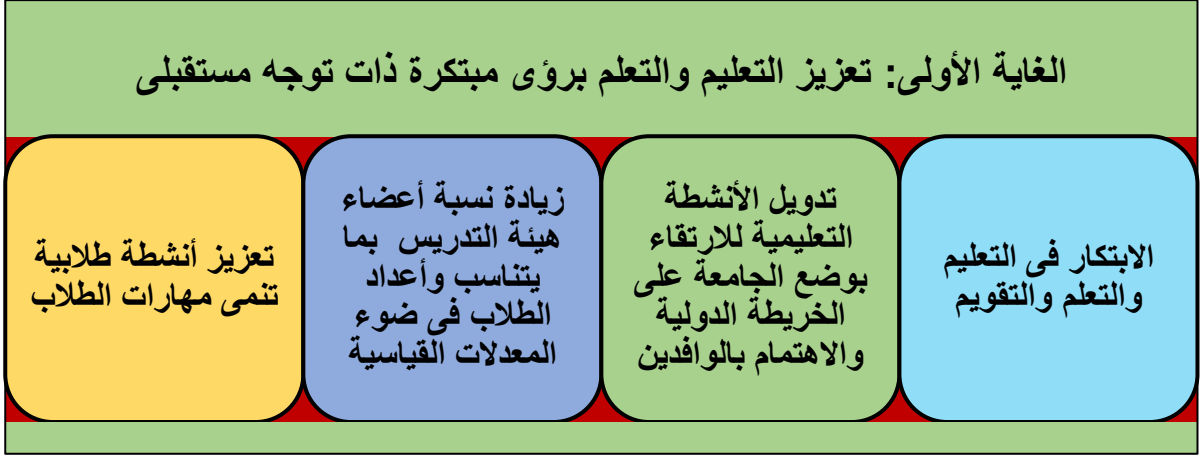 الغاية الأولى: تعزيز التعليم والتعلم برؤى مبتكرة ذات توجه مستقبلى
الابتكار فى التعليم
والتعلم والتقويم
تدويل الأنشطة
التعليمية للارتقاء
بوضع الجامعة على
الخريطة الدولية
والاهتمام بالوافدين
زيادة نسبة أعضاء
هيئة التدريس بما
يتناسب وأعداد
الطلاب فى ضوء
المعدلات القياسية
تعزيز أنشطة طلابية
تنمى مهارات الطلاب